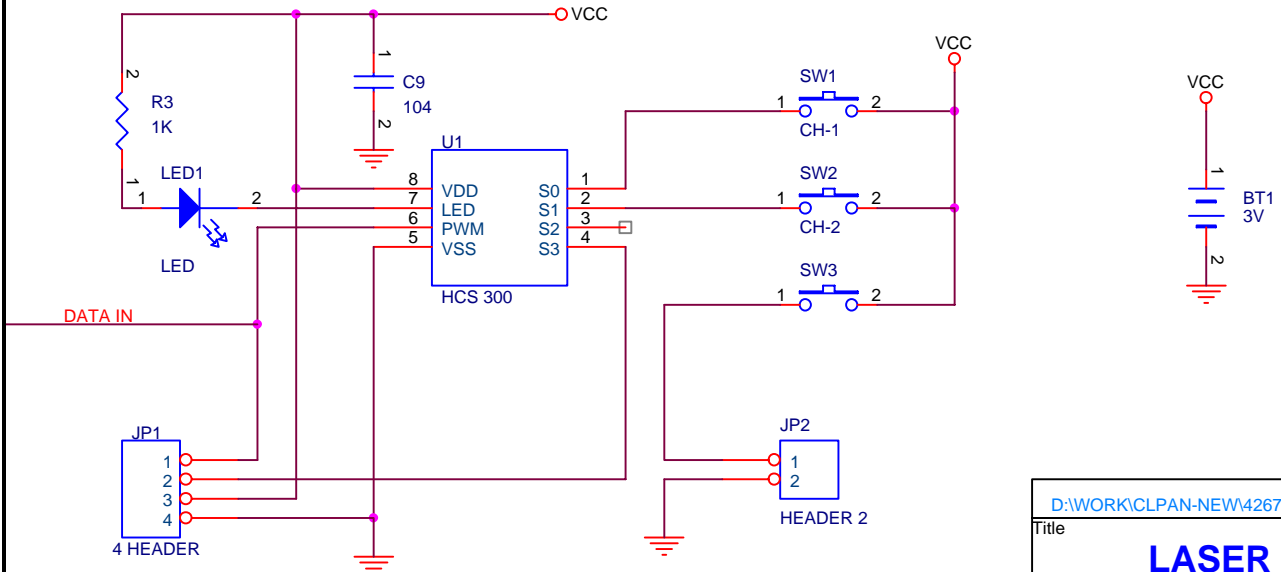 VCC
1
2
C9
104
2
R3
1K
1
LED1
1
2
LED
U1
8 VDD
7 LED
6 PWM
5 VSS
S0 1
S1 2
S2 3
S3 4
HCS 300
SW1
1 2
CH-1
SW2
1 2
CH-2
SW3
1 2
VCC
VCC
1
BT1
3V
2
DATA IN
JP1
1
2
3
4
4 HEADER
JP2
1
2
HEADER 2
D:\WORK\CLPAN-NEW\4267
Title
LASER